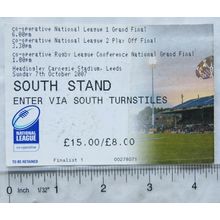 co-operative National League 1 Grand Final
6.00pm
co-operative National League 2 Play Off Final
3.30pm
co-operative Rugby League Conference National Grand Final
1.00pm
Headingley Carnegie Stadium, Leeds
Sunday 7th October 2007
SOUTH STAND
ENTER VIA SOUTH TURNSTILES
£15.00/£8.00
NATIONAL
LEAGUE
co-operative
TO BE RETAINED
Finalist 1
0 Inch 1/32" 1 2 3 4